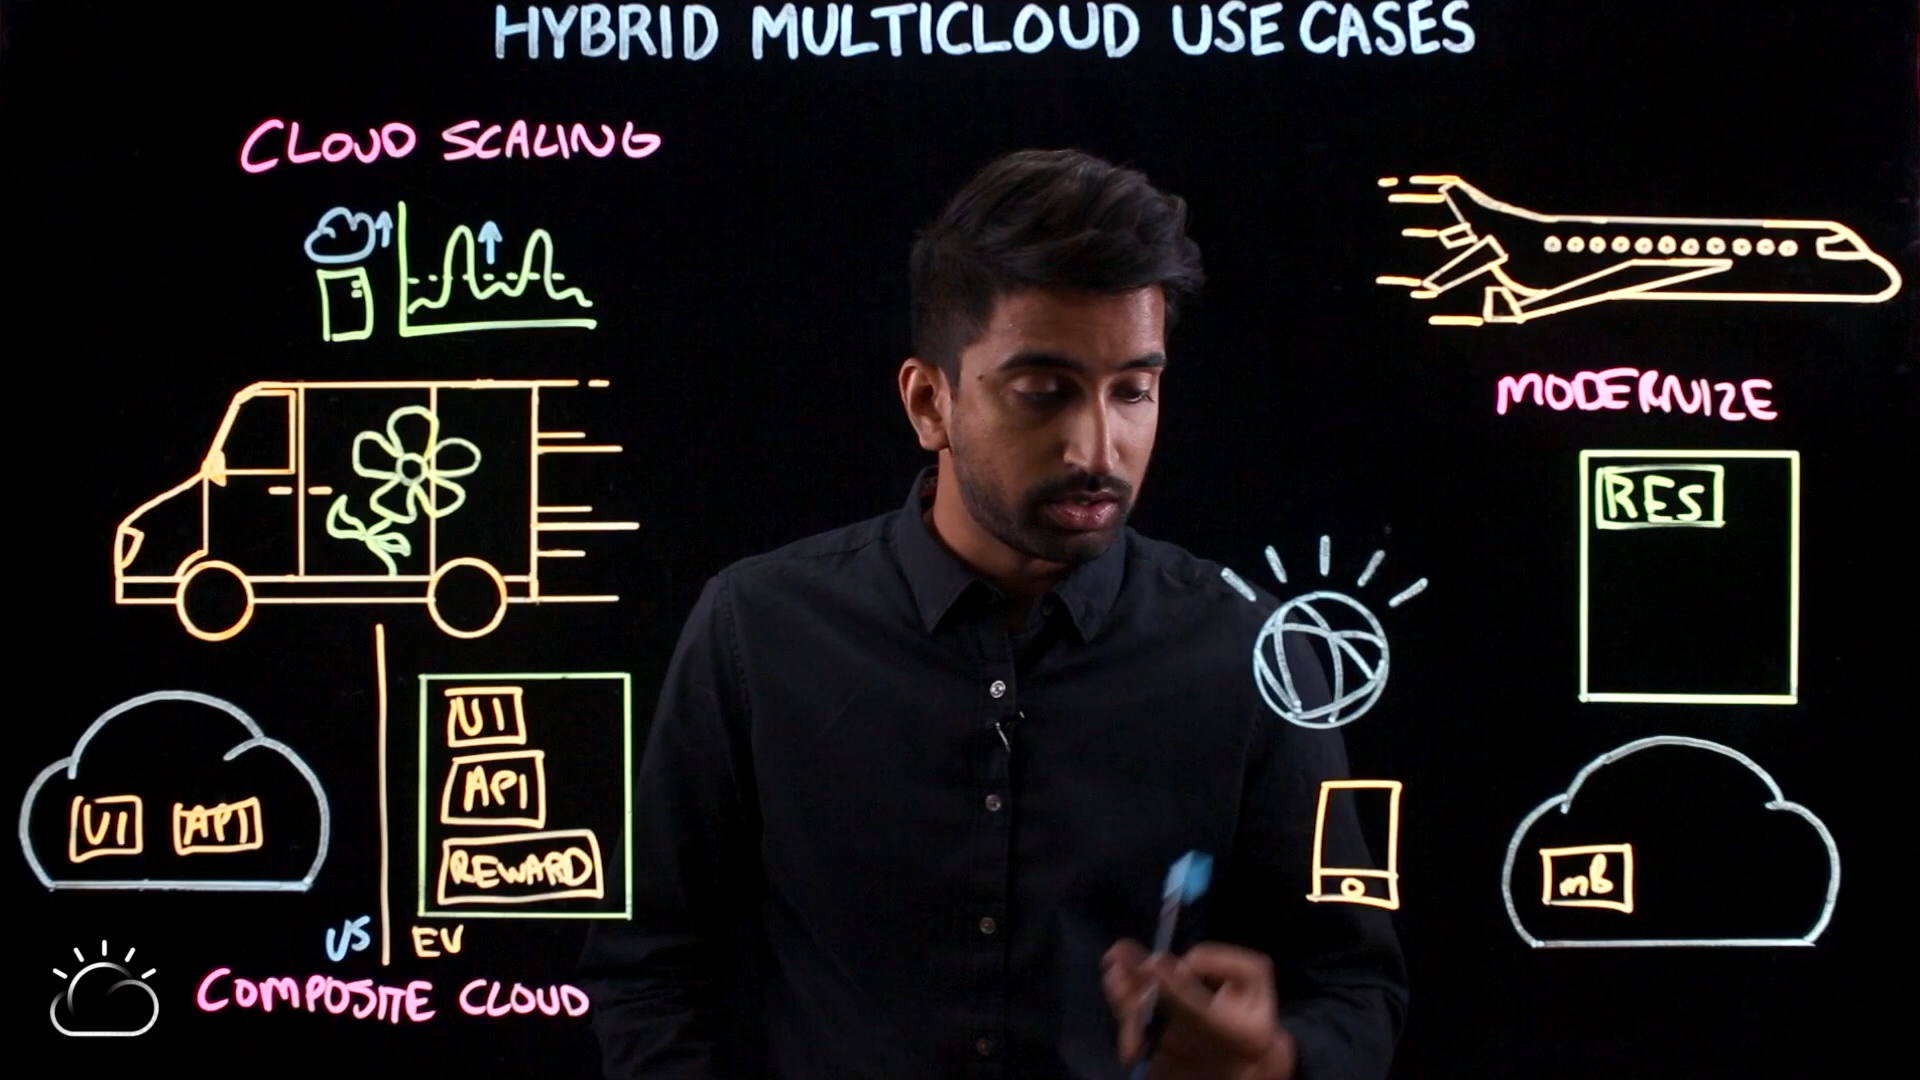 HYBRID MULTICLOUD USE CASES
CLOUD SCALING
MODERNIZE
RES
UI
API
REWARD
UI API
mB
US EU
COMPOSITE CLOUD